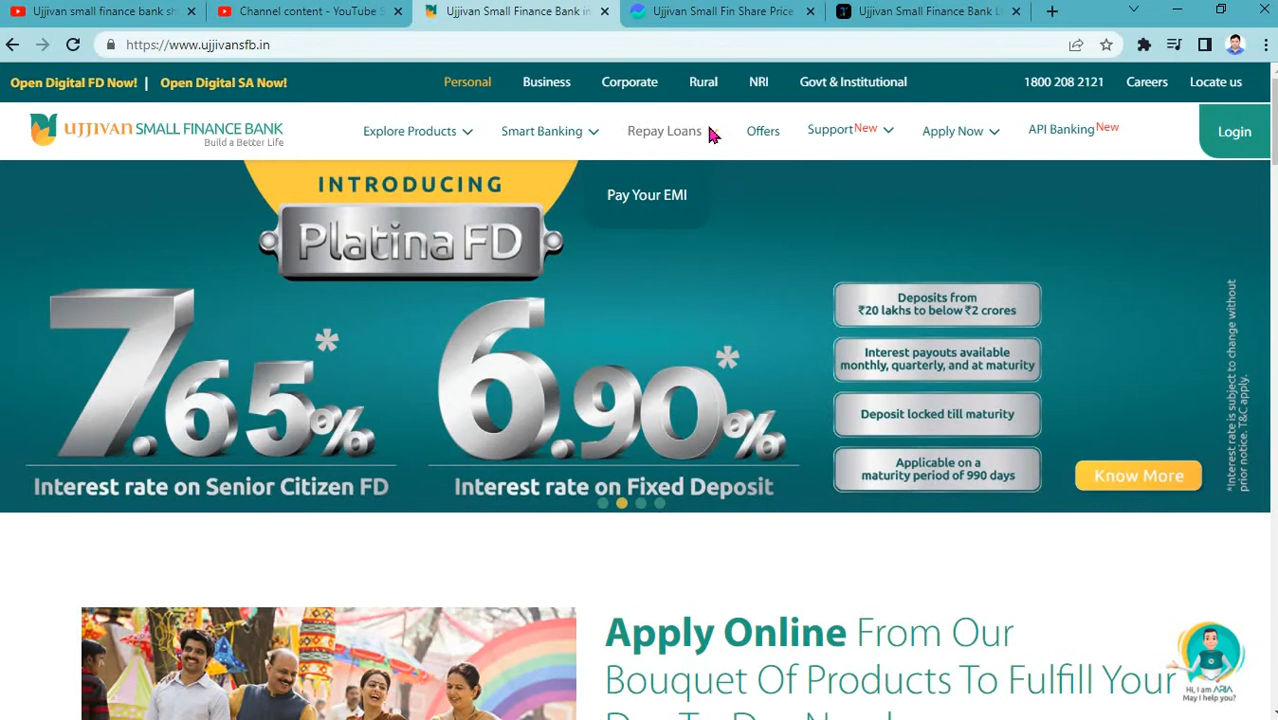 Ujjivan small finance bank sh
Channel content - YouTube S
Ujjivan Small Finance Bank in
Ujjivan Small Fin Share Price
Ujjivan Small Finance Bank L
https://www.ujjivansfb.in
Open Digital FD Now! | Open Digital SA Now!
Personal Business Corporate Rural NRI Govt & Institutional 1800 208 2121 Careers Locate us
UJJIVAN SMALL FINANCE BANK
Build a Better Life
Explore Products Smart Banking Repay Loans Offers Support New Apply Now API Banking New Login
Pay Your EMI
INTRODUCING
Platina FD
7.65%*
Interest rate on Senior Citizen FD
6.90%*
Interest rate on Fixed Deposit
Deposits from
₹20 lakhs to below ₹2 crores
Interest payouts available
monthly, quarterly, and at maturity
Deposit locked till maturity
Applicable on a
maturity period of 990 days
Know More
*Interest rate is subject to change without
prior notice. T&C apply.
Apply Online From Our
Bouquet Of Products To Fulfill Your
Hi, I am ARIA
May I help you?